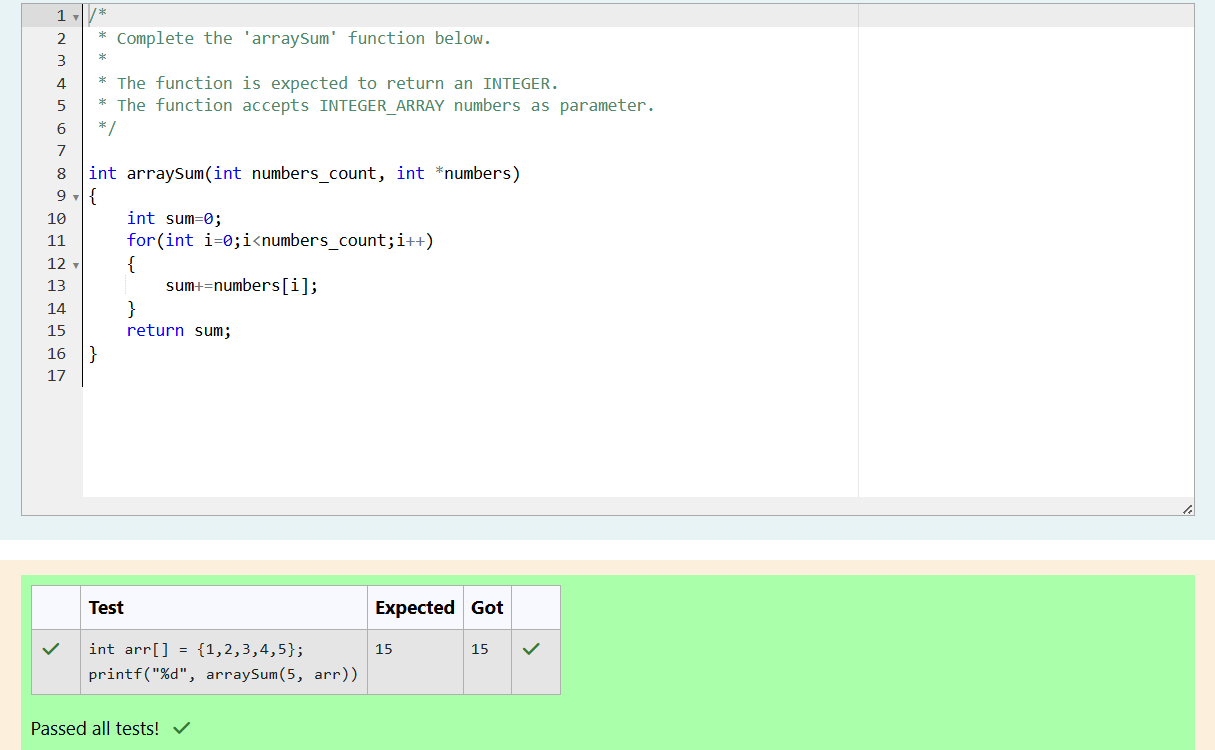 1 /*
2 * Complete the 'arraySum' function below.
3 *
4 * The function is expected to return an INTEGER.
5 * The function accepts INTEGER_ARRAY numbers as parameter.
6 */
7
8 int arraySum(int numbers_count, int *numbers)
9 {
10 int sum=0;
11 for(int i=0;i<numbers_count;i++)
12 {
13 sum+=numbers[i];
14 }
15 return sum;
16 }
17
Test Expected Got
int arr[] = {1,2,3,4,5}; 15 15
printf("%d", arraySum(5, arr))
Passed all tests!